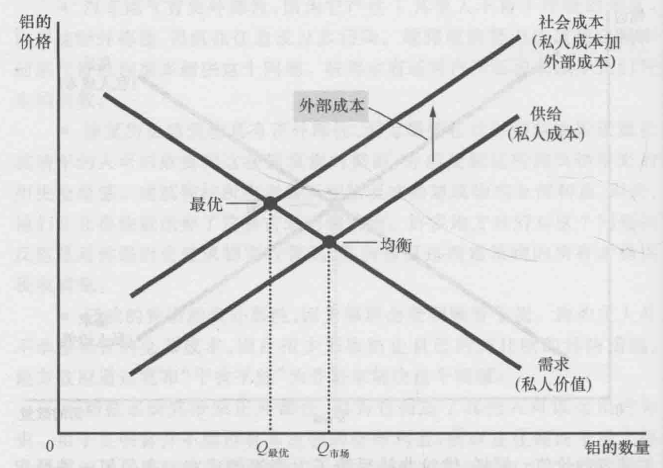 铝的
价格
社会成本
(私人成本加
外部成本)
外部成本
供给
(私人成本)
最优
均衡
需求
(私人价值)
0
Q最优
Q市场
铝的数量